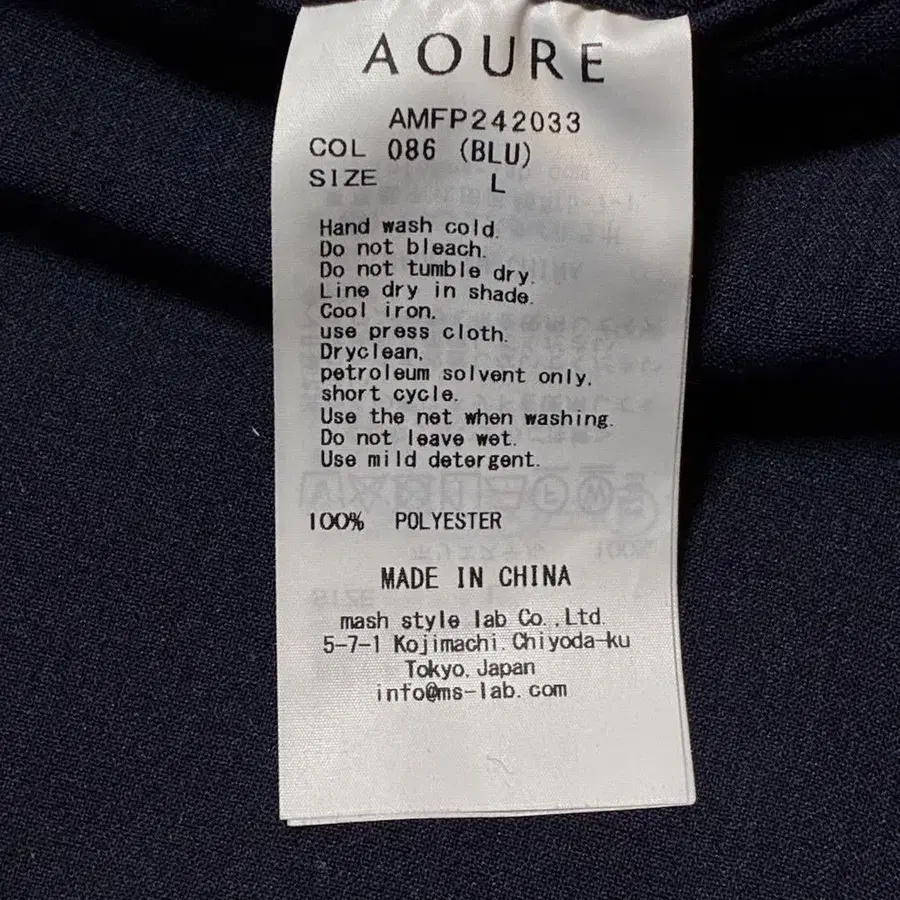 AOURE
AMFP242033
COL 086 (BLU)
SIZE L
Hand wash cold.
Do not bleach.
Do not tumble dry.
Line dry in shade.
Cool iron.
use press cloth.
Dryclean,
petroleum solvent only,
short cycle.
Use the net when washing.
Do not leave wet.
Use mild detergent.
100% POLYESTER
MADE IN CHINA
mash style lab Co.,Ltd.
5-7-1 Kojimachi.Chiyoda-ku
Tokyo.Japan
info@ms-lab.com